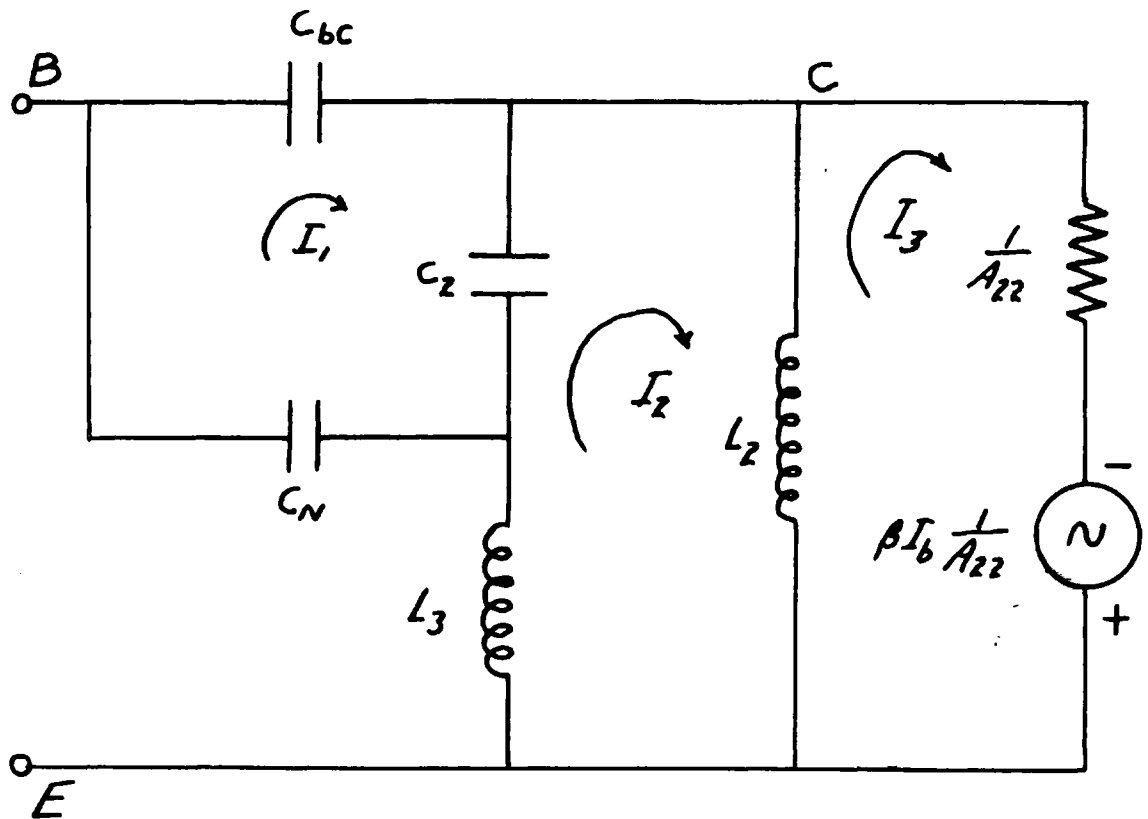 C_bc
B
C
I_1
I_3
1/A_22
C_2
I_2
L_2
C_N
βI_b 1/A_22
-
L_3
+
E